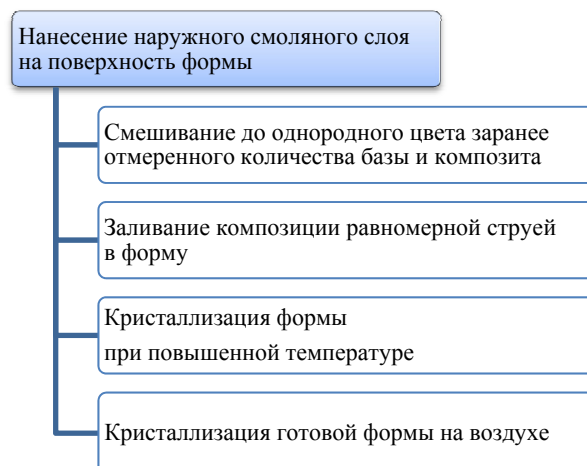 Нанесение наружного смоляного слоя
на поверхность формы
Смешивание до однородного цвета заранее
отмеренного количества базы и композита
Заливание композиции равномерной струей
в форму
Кристаллизация формы
при повышенной температуре
Кристаллизация готовой формы на воздухе